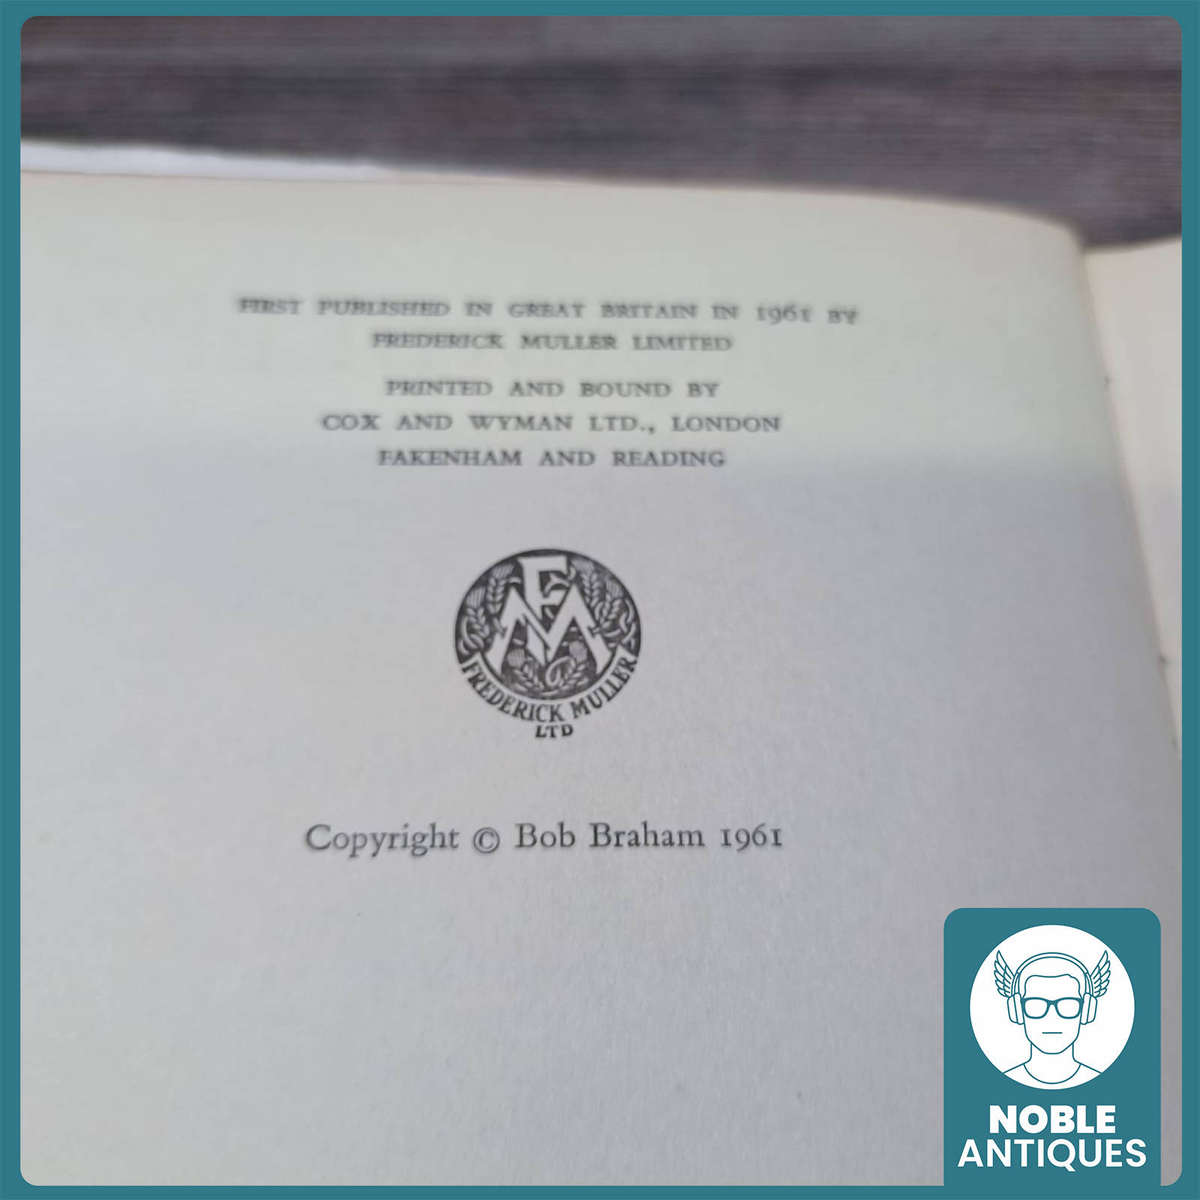 FIRST PUBLISHED IN GREAT BRITAIN IN 1961 BY
FREDERICK MULLER LIMITED
PRINTED AND BOUND BY
COX AND WYMAN LTD., LONDON
FAKENHAM AND READING
FM
FREDERICK MULLER
LTD
Copyright © Bob Braham 1961
NOBLE
ANTIQUES